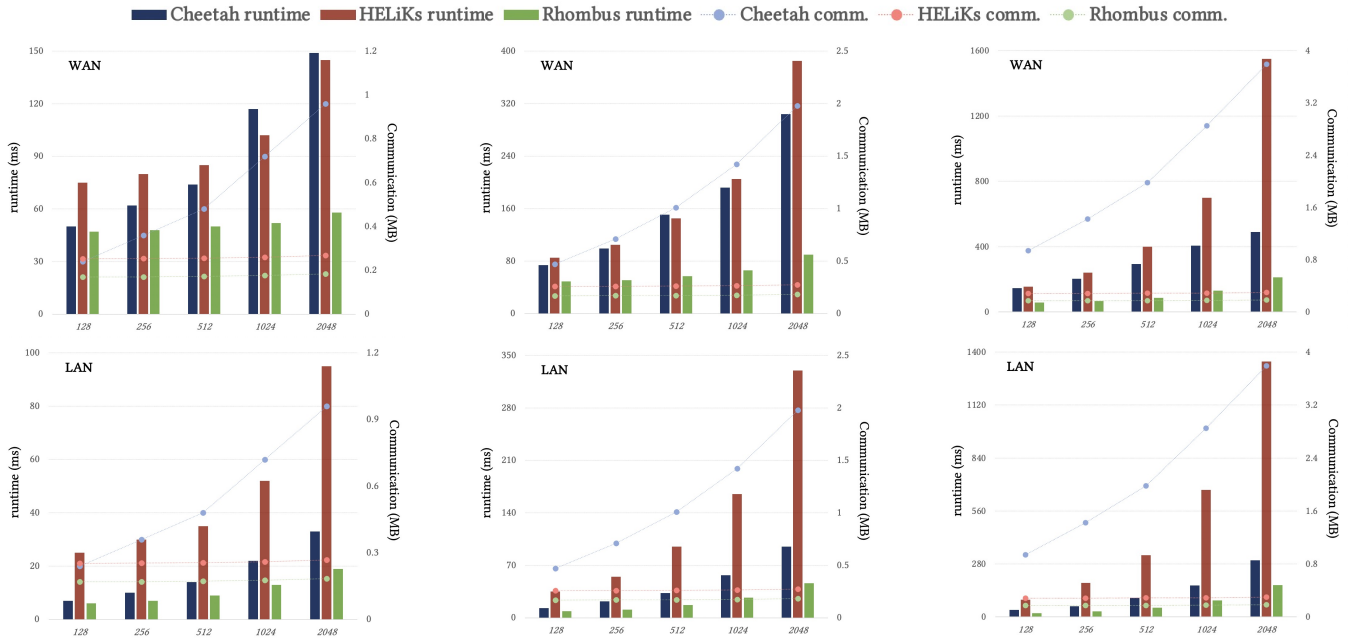 Cheetah runtime HELiKs runtime Rhombus runtime Cheetah comm. HELiKs comm. Rhombus comm.
WAN
150
120
90
60
30
0
runtime (ms)
1.2
1
0.8
0.6
0.4
0.2
0
Communication (MB)
128 256 512 1024 2048
WAN
400
320
240
160
80
0
runtime (ms)
2.5
2
1.5
1
0.5
0
Communication (MB)
128 256 512 1024 2048
WAN
1600
1200
800
400
0
runtime (ms)
4
3.2
2.4
1.6
0.8
0
Communication (MB)
128 256 512 1024 2048
LAN
100
80
60
40
20
0
runtime (ms)
1.2
0.9
0.6
0.3
0
Communication (MB)
128 256 512 1024 2048
LAN
350
280
210
140
70
0
runtime (ms)
2.5
2
1.5
1
0.5
0
Communication (MB)
128 256 512 1024 2048
LAN
1400
1120
840
560
280
0
runtime (ms)
4
3.2
2.4
1.6
0.8
0
Communication (MB)
128 256 512 1024 2048